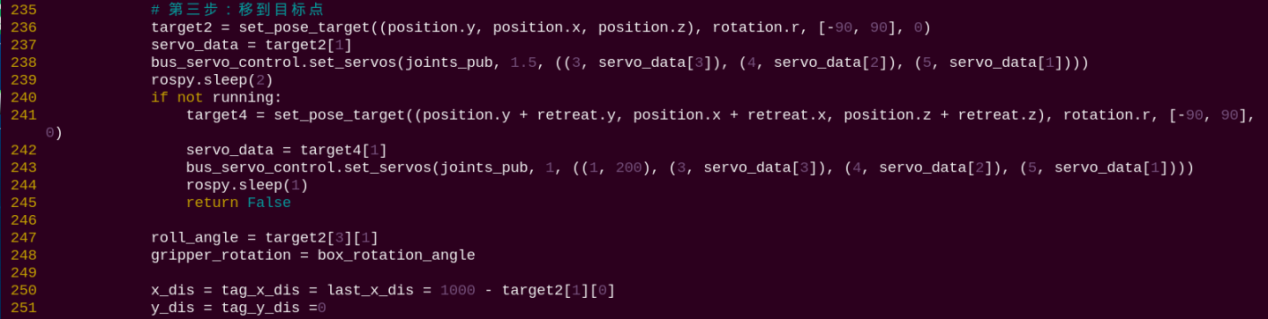 235             # 第三步：移到目标点
236             target2 = set_pose_target((position.y, position.x, position.z), rotation.r, [-90, 90], 0)
237             servo_data = target2[1]
238             bus_servo_control.set_servos(joints_pub, 1.5, ((3, servo_data[3]), (4, servo_data[2]), (5, servo_data[1])))
239             rospy.sleep(2)
240             if not running:
241                 target4 = set_pose_target((position.y + retreat.y, position.x + retreat.x, position.z + retreat.z), rotation.r, [-90, 90],
0)
242                 servo_data = target4[1]
243                 bus_servo_control.set_servos(joints_pub, 1, ((1, 200), (3, servo_data[3]), (4, servo_data[2]), (5, servo_data[1])))
244                 rospy.sleep(1)
245                 return False
246
247             roll_angle = target2[3][1]
248             gripper_rotation = box_rotation_angle
249
250             x_dis = tag_x_dis = last_x_dis = 1000 - target2[1][0]
251             y_dis = tag_y_dis =0